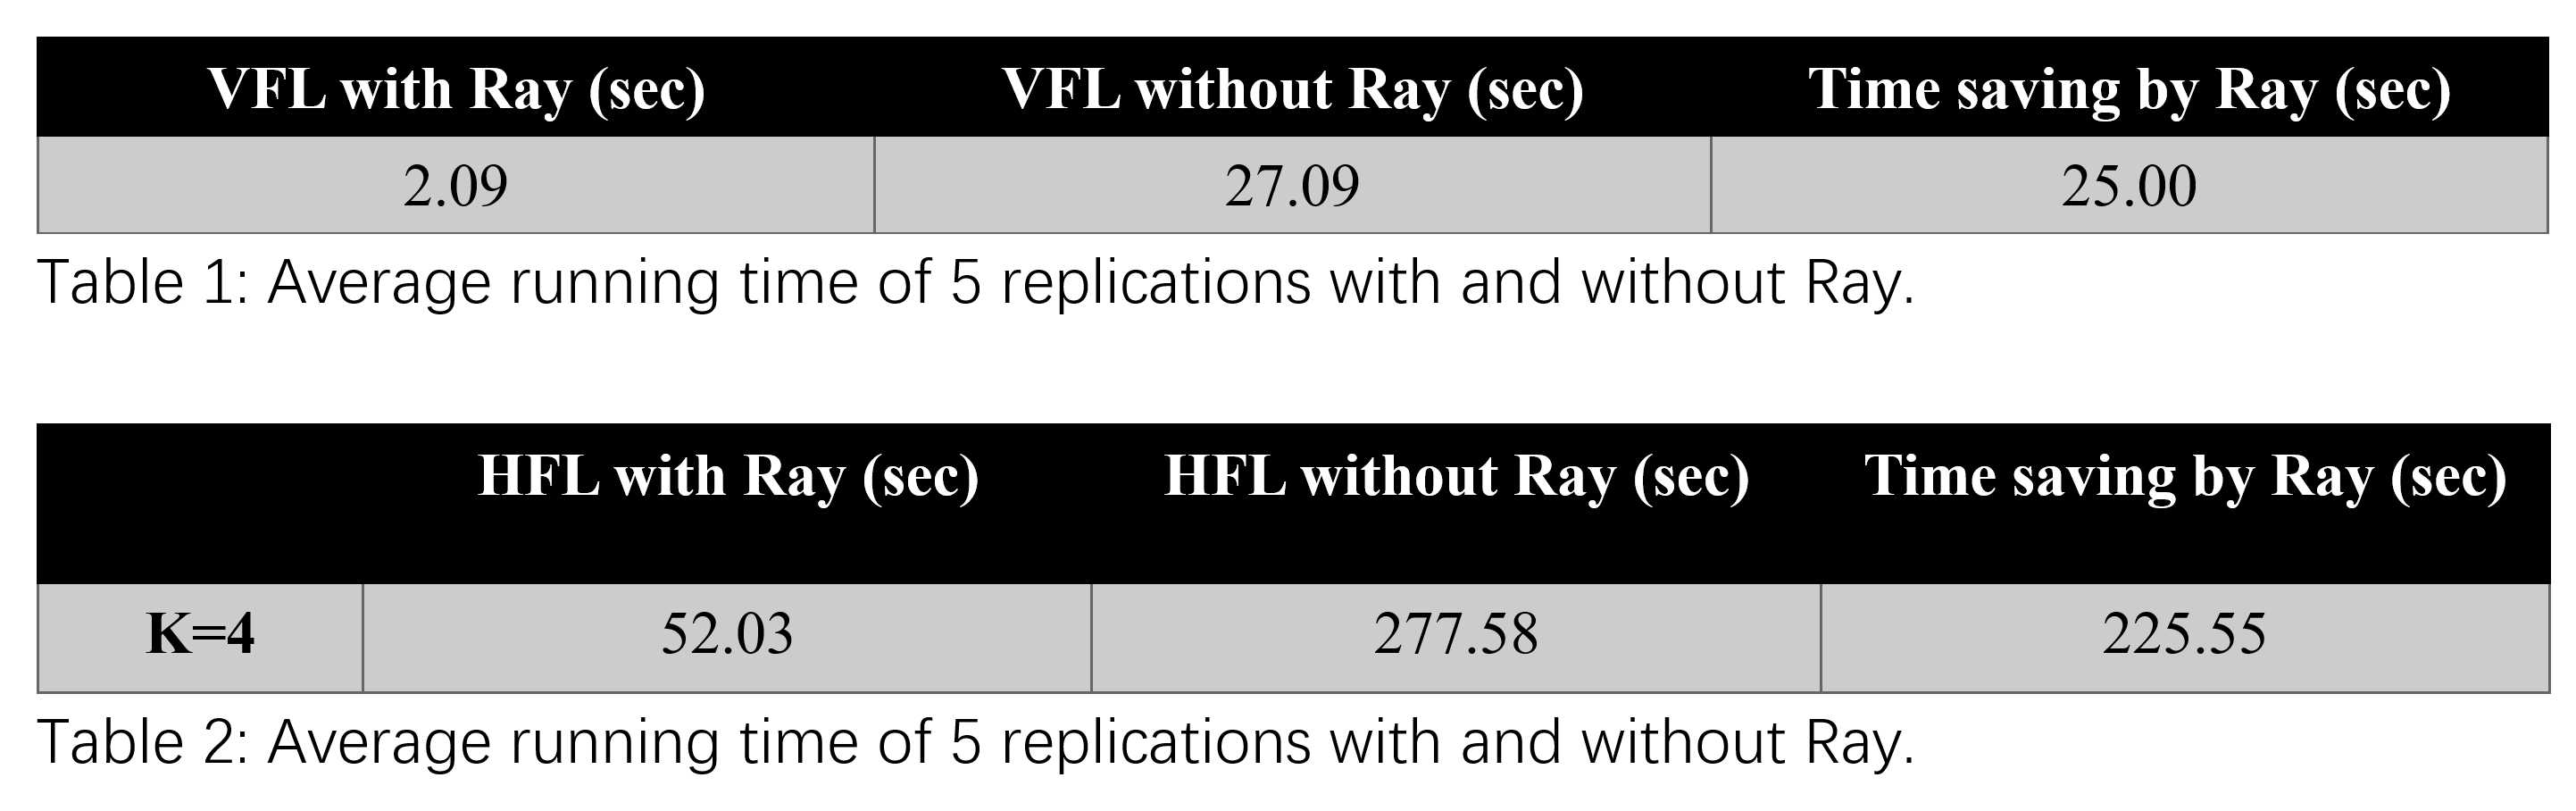 VFL with Ray (sec) VFL without Ray (sec) Time saving by Ray (sec)
2.09 27.09 25.00
Table 1: Average running time of 5 replications with and without Ray.
HFL with Ray (sec) HFL without Ray (sec) Time saving by Ray (sec)
K=4 52.03 277.58 225.55
Table 2: Average running time of 5 replications with and without Ray.